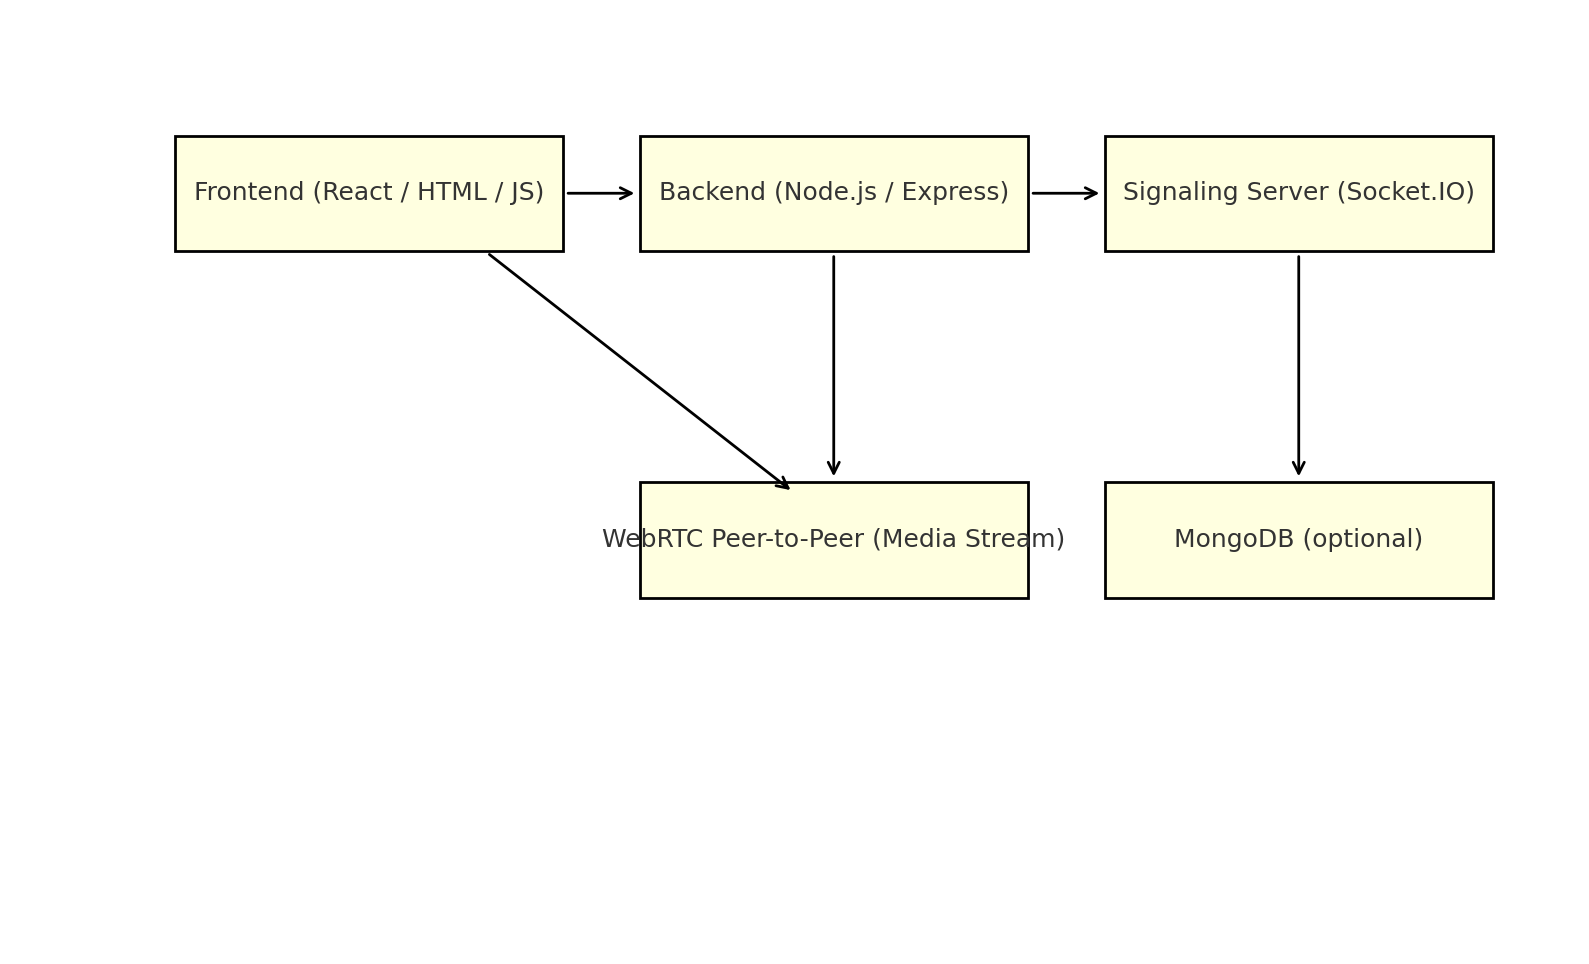 Frontend (React / HTML / JS)
Backend (Node.js / Express)
Signaling Server (Socket.IO)
WebRTC Peer-to-Peer (Media Stream)
MongoDB (optional)